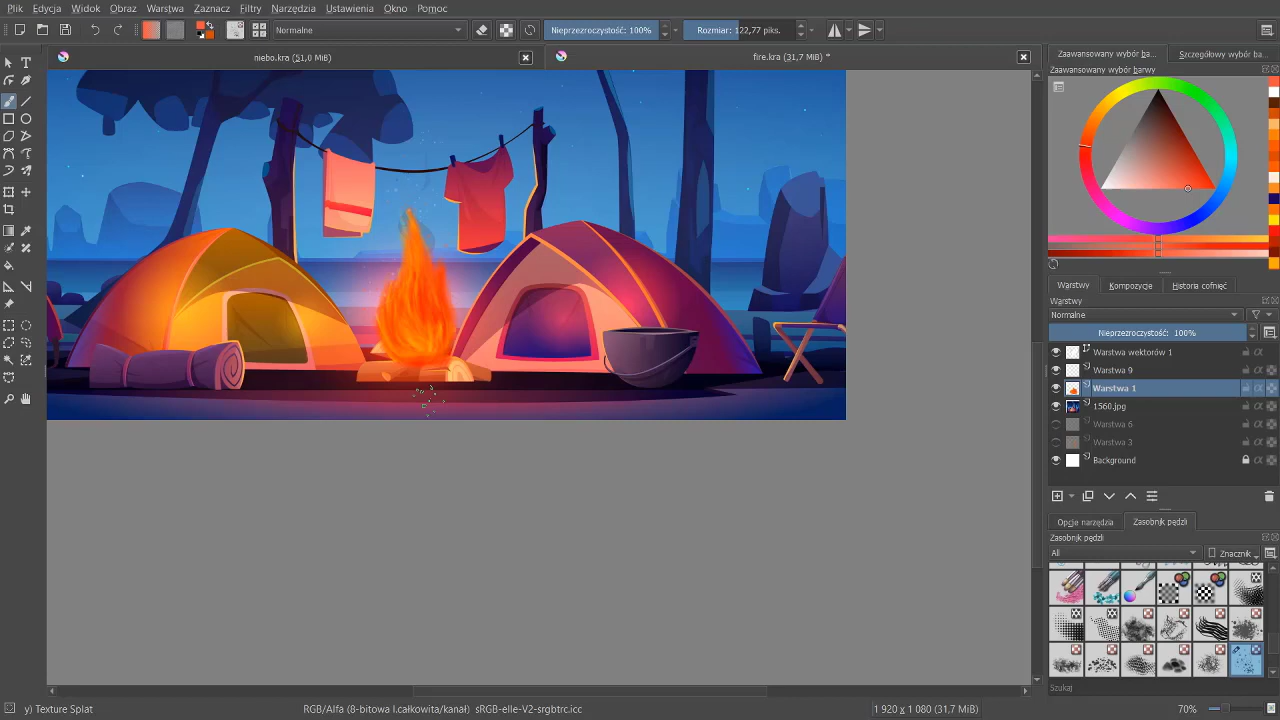 Plik Edycja Widok Obraz Warstwa Zaznacz Filtry Narzędzia Ustawienia Okno Pomoc
Normalne
Nieprzezroczystość: 100%
Rozmiar: 122,77 piks.
niebo.kra (51,0 MiB)
fire.kra (31,7 MiB) *
Zaawansowany wybór ba...
Szczegółowy wybór ba...
Zaawansowany wybór barwy
Warstwy
Kompozycje
Historia cofnięć
Warstwy
Normalne
Nieprzezroczystość: 100%
Warstwa wektorów 1
Warstwa 9
Warstwa 1
1560.jpg
Warstwa 6
Warstwa 3
Background
Opcje narzędzia
Zasobnik pędzli
Zasobnik pędzli
All
Znacznik
Szukaj
y) Texture Splat
RGB/Alfa (8-bitowa l.całkowita/kanał) sRGB-elle-V2-srgbtrc.icc
1 920 x 1 080 (31,7 MiB)
70%